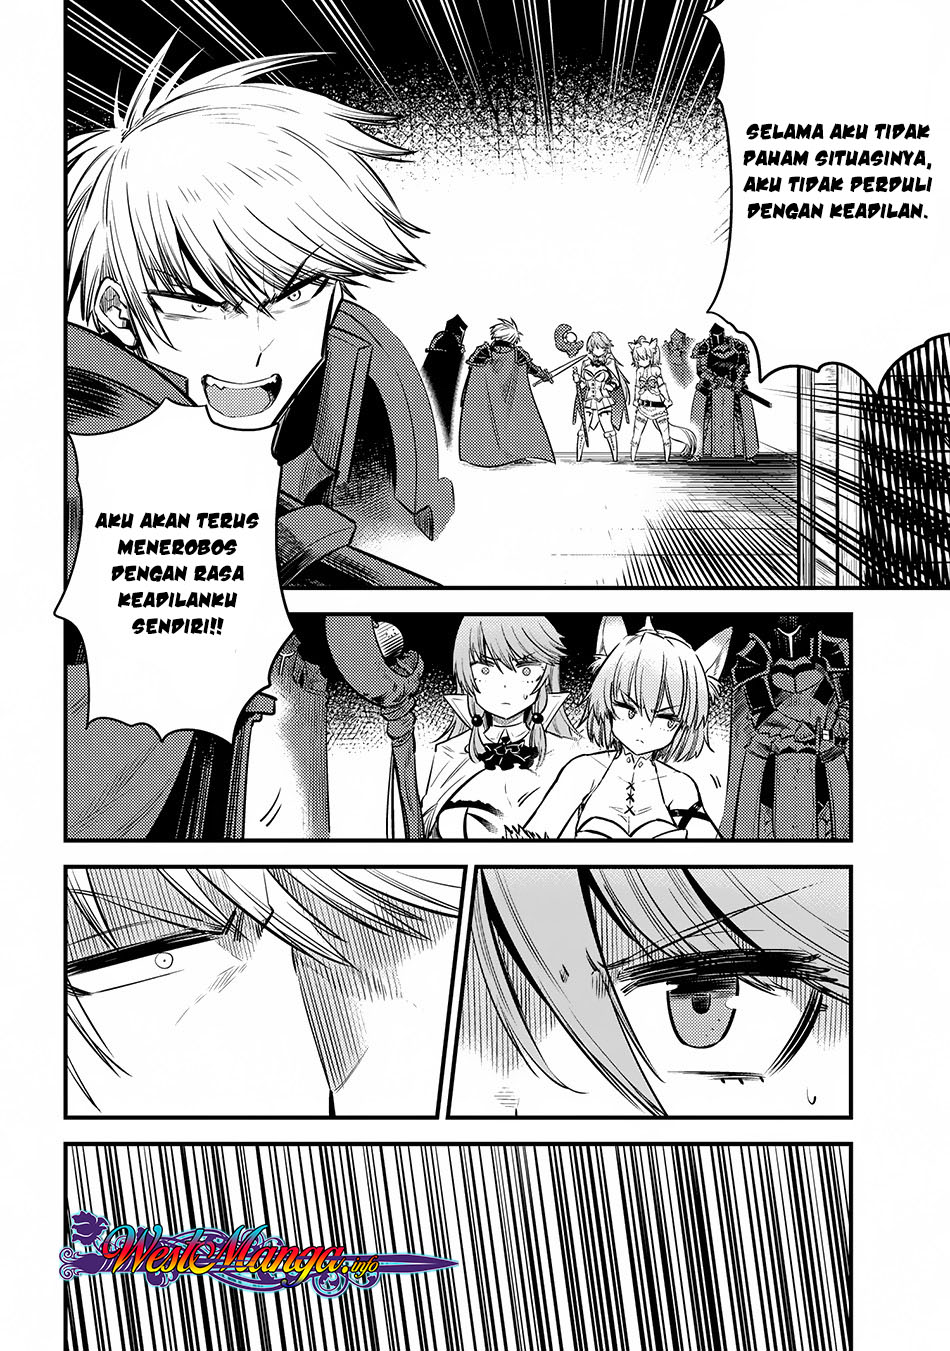 SELAMA AKU TIDAK
PAHAM SITUASINYA,
AKU TIDAK PERDULI
DENGAN KEADILAN.
AKU AKAN TERUS
MENEROBOS
DENGAN RASA
KEADILANKU
SENDIRI!!
WestManga.info